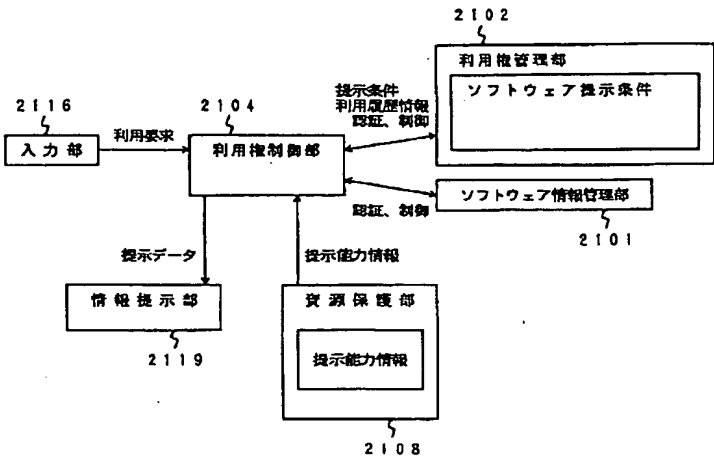 2102
利用権管理部
ソフトウェア提示条件
提示条件
利用履歴情報
認証、制御
2116
入力部
利用要求
2104
利用権制御部
認証、制御
ソフトウェア情報管理部
2101
提示データ
提示能力情報
情報提示部
2119
資源保護部
提示能力情報
2108